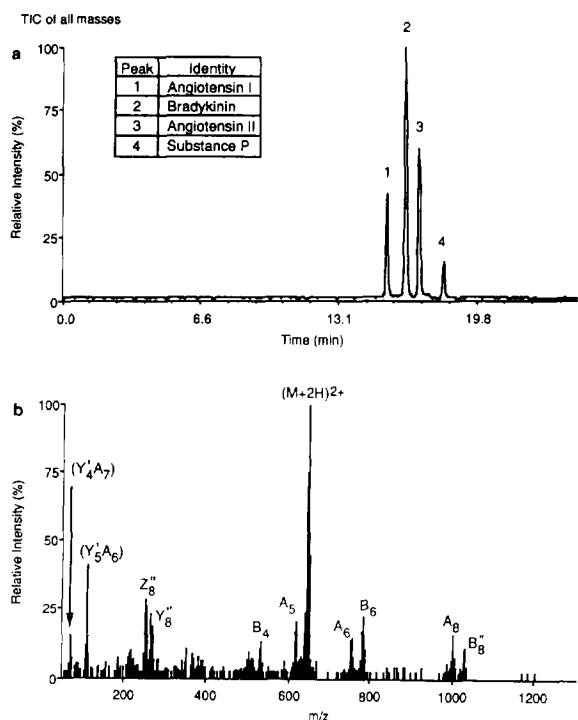 TIC of all masses
a
2
100
Peak Identity
1 Angiotensin I
2 Bradykinin
3 Angiotensin II
4 Substance P
75
3
50
1
25
4
0
Relative Intensity (%)
0.0 6.6 13.1 19.8
Time (min)
b
(M+2H)2+
100
75
(Y'4A7)
50
(Y'5A6)
25
Z8''
Y8''
B4
A5
A6
B6
A8
B8''
0
Relative Intensity (%)
200 400 600 800 1000 1200
m/z